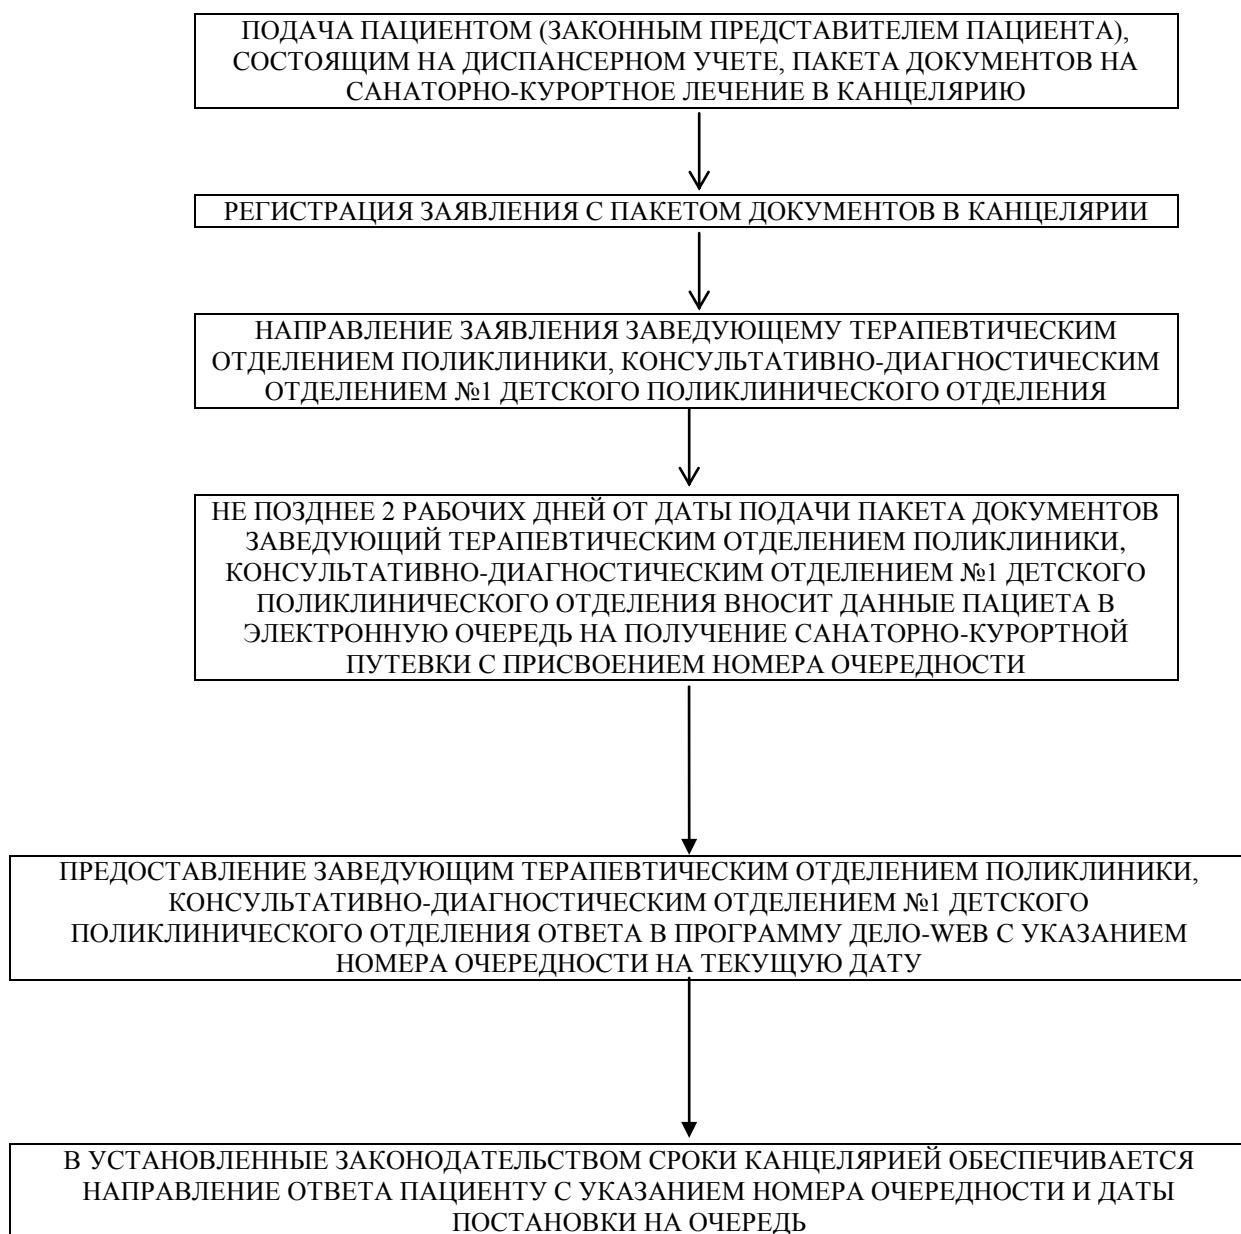 ПОДАЧА ПАЦИЕНТОМ (ЗАКОННЫМ ПРЕДСТАВИТЕЛЕМ ПАЦИЕНТА),
СОСТОЯЩИМ НА ДИСПАНСЕРНОМ УЧЕТЕ, ПАКЕТА ДОКУМЕНТОВ НА
САНАТОРНО-КУРОРТНОЕ ЛЕЧЕНИЕ В КАНЦЕЛЯРИЮ
РЕГИСТРАЦИЯ ЗАЯВЛЕНИЯ С ПАКЕТОМ ДОКУМЕНТОВ В КАНЦЕЛЯРИИ
НАПРАВЛЕНИЕ ЗАЯВЛЕНИЯ ЗАВЕДУЮЩЕМУ ТЕРАПЕВТИЧЕСКИМ
ОТДЕЛЕНИЕМ ПОЛИКЛИНИКИ, КОНСУЛЬТАТИВНО-ДИАГНОСТИЧЕСКИМ
ОТДЕЛЕНИЕМ №1 ДЕТСКОГО ПОЛИКЛИНИЧЕСКОГО ОТДЕЛЕНИЯ
НЕ ПОЗДНЕЕ 2 РАБОЧИХ ДНЕЙ ОТ ДАТЫ ПОДАЧИ ПАКЕТА ДОКУМЕНТОВ
ЗАВЕДУЮЩИЙ ТЕРАПЕВТИЧЕСКИМ ОТДЕЛЕНИЕМ ПОЛИКЛИНИКИ,
КОНСУЛЬТАТИВНО-ДИАГНОСТИЧЕСКИМ ОТДЕЛЕНИЕМ №1 ДЕТСКОГО
ПОЛИКЛИНИЧЕСКОГО ОТДЕЛЕНИЯ ВНОСИТ ДАННЫЕ ПАЦИЕТА В
ЭЛЕКТРОННУЮ ОЧЕРЕДЬ НА ПОЛУЧЕНИЕ САНАТОРНО-КУРОРТНОЙ
ПУТЕВКИ С ПРИСВОЕНИЕМ НОМЕРА ОЧЕРЕДНОСТИ
ПРЕДОСТАВЛЕНИЕ ЗАВЕДУЮЩИМ ТЕРАПЕВТИЧЕСКИМ ОТДЕЛЕНИЕМ ПОЛИКЛИНИКИ,
КОНСУЛЬТАТИВНО-ДИАГНОСТИЧЕСКИМ ОТДЕЛЕНИЕМ №1 ДЕТСКОГО
ПОЛИКЛИНИЧЕСКОГО ОТДЕЛЕНИЯ ОТВЕТА В ПРОГРАММУ ДЕЛО-WEB С УКАЗАНИЕМ
НОМЕРА ОЧЕРЕДНОСТИ НА ТЕКУЩУЮ ДАТУ
В УСТАНОВЛЕННЫЕ ЗАКОНОДАТЕЛЬСТВОМ СРОКИ КАНЦЕЛЯРИЕЙ ОБЕСПЕЧИВАЕТСЯ
НАПРАВЛЕНИЕ ОТВЕТА ПАЦИЕНТУ С УКАЗАНИЕМ НОМЕРА ОЧЕРЕДНОСТИ И ДАТЫ
ПОСТАНОВКИ НА ОЧЕРЕДЬ